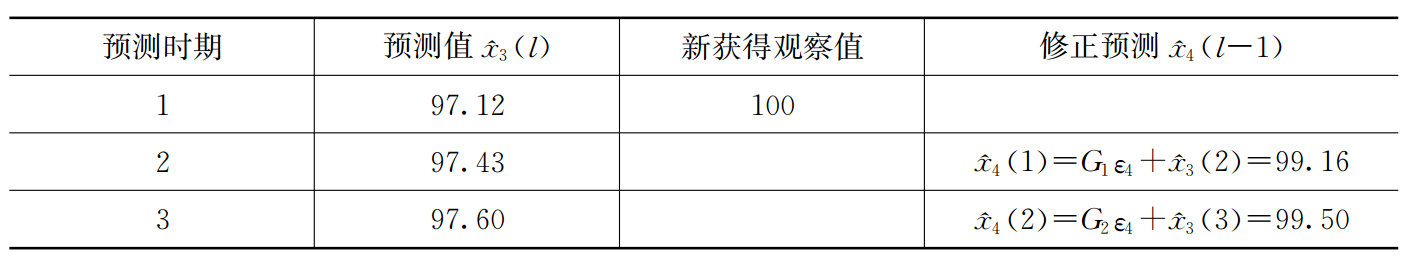 预测时期 预测值 x̂₃(l) 新获得观察值 修正预测 x̂₄(l−1)
1 97.12 100
2 97.43 x̂₄(1)=G₁ε₄+x̂₃(2)=99.16
3 97.60 x̂₄(2)=G₂ε₄+x̂₃(3)=99.50